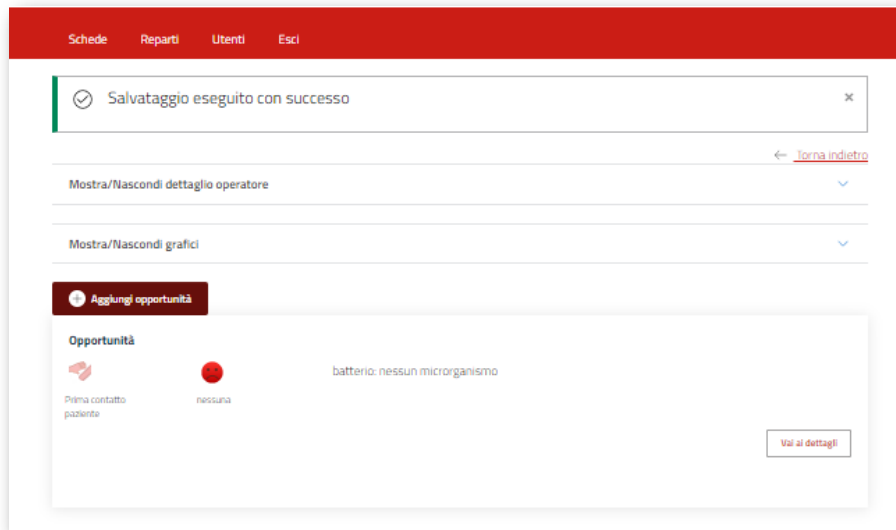 Schede Reparti Utenti Esci
Salvataggio eseguito con successo
Torna indietro
Mostra/Nascondi dettaglio operatore
Mostra/Nascondi grafici
Aggiungi opportunità
Opportunità
batterio: nessun microrganismo
Prima contatto
paziente
nessuna
Vai ai dettagli